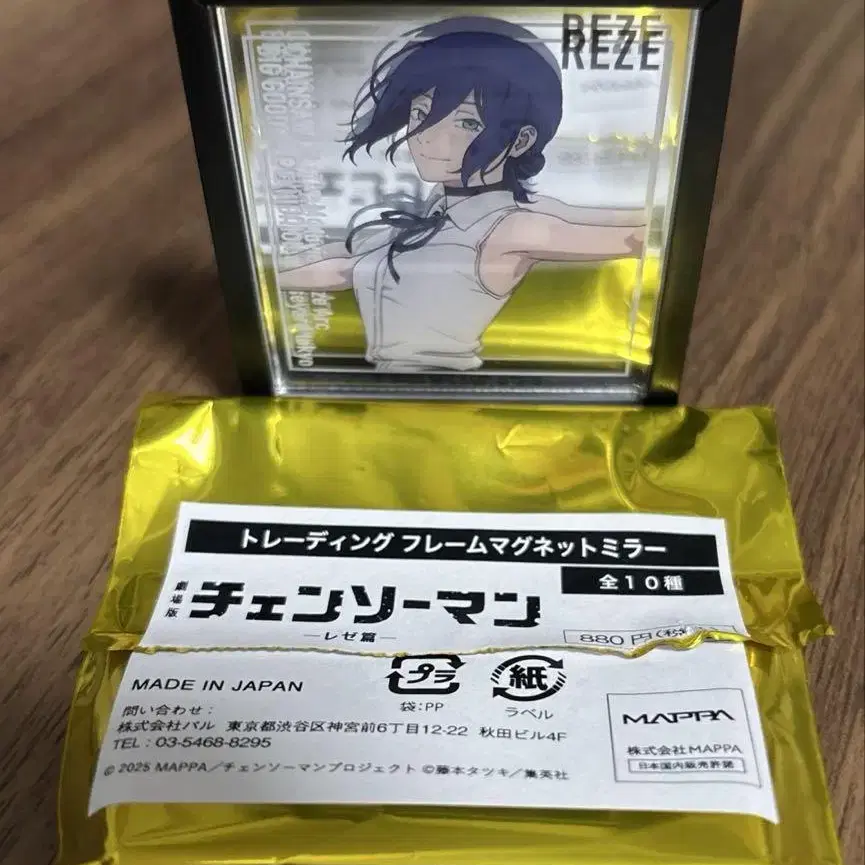 REZE
トレーディング フレームマグネットミラー
全10種
劇場版
チェンソーマン
―レゼ篇―
880円(税
MADE IN JAPAN
プラ
袋:PP
紙
ラベル
問い合わせ:
株式会社パル 東京都渋谷区神宮前6丁目12-22 秋田ビル4F
TEL:03-5468-8295
© 2025 MAPPA/チェンソーマンプロジェクト ©藤本タツキ/集英社
MAPPA
株式会社MAPPA
日本国内販売許諾